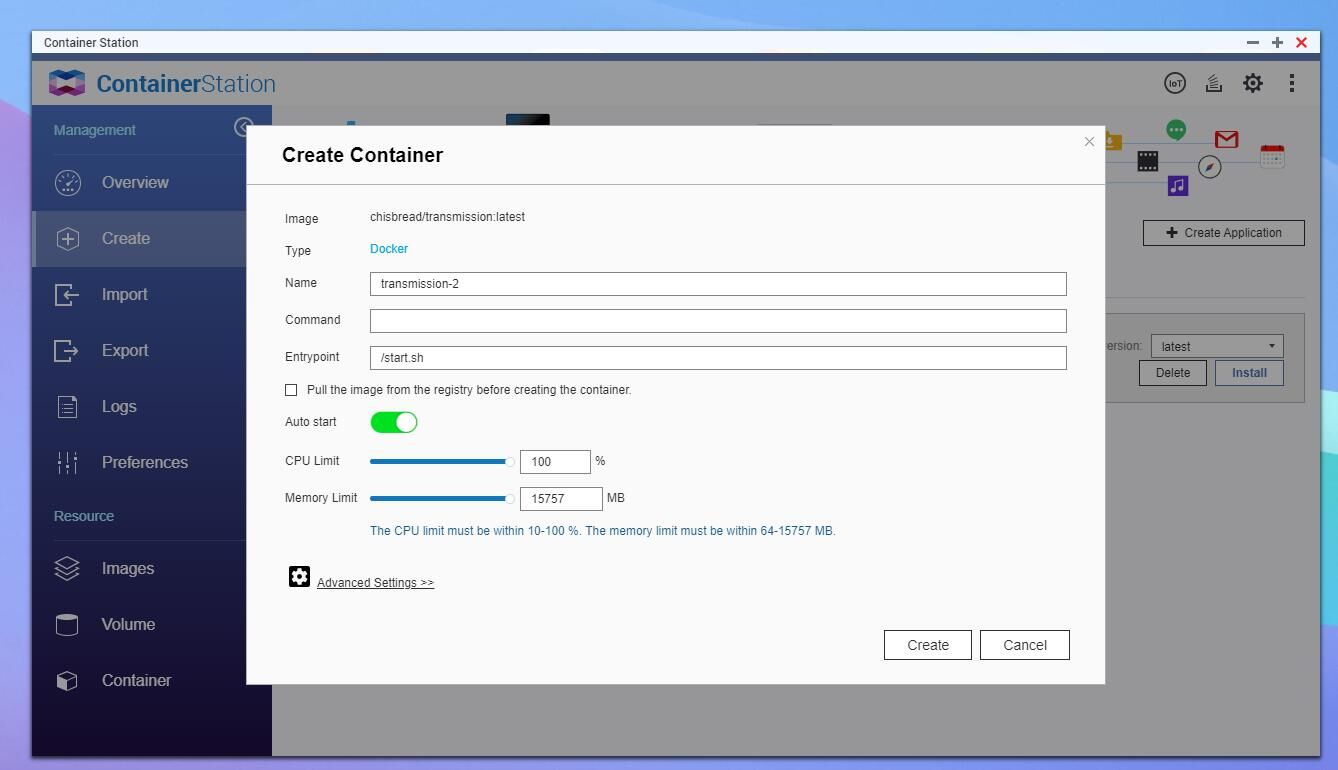 Container Station
ContainerStation
IoT
Management
Overview
Create
Import
Export
Logs
Preferences
Resource
Images
Volume
Container
Create Container
Image chisbread/transmission:latest
Type Docker
Name transmission-2
Command
Entrypoint /start.sh
Pull the image from the registry before creating the container.
Auto start
CPU Limit 100 %
Memory Limit 15757 MB
The CPU limit must be within 10-100 %. The memory limit must be within 64-15757 MB.
Advanced Settings >>
Create Cancel
Create Application
ersion: latest
Delete Install